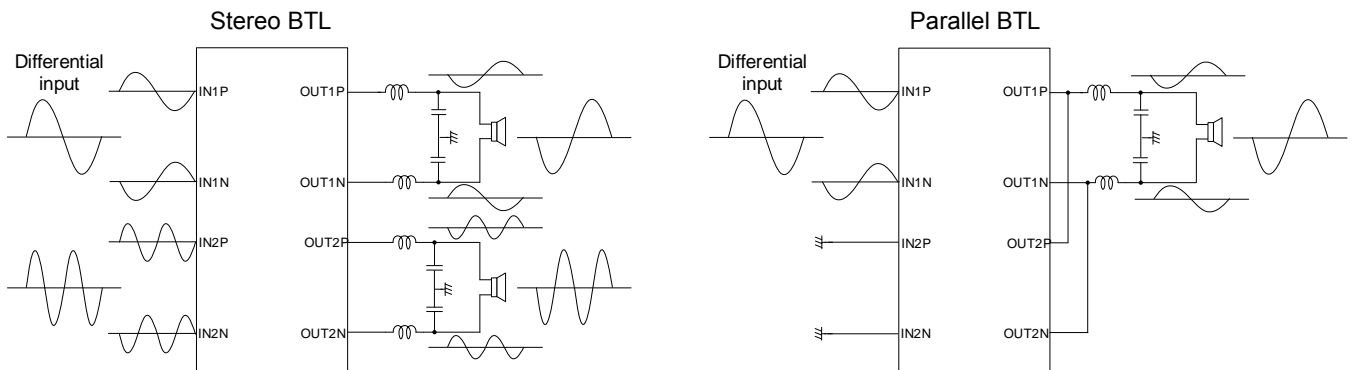 Stereo BTL
Differential
input
IN1P
IN1N
IN2P
IN2N
OUT1P
OUT1N
OUT2P
OUT2N
Parallel BTL
Differential
input
IN1P
IN1N
IN2P
IN2N
OUT1P
OUT1N
OUT2P
OUT2N